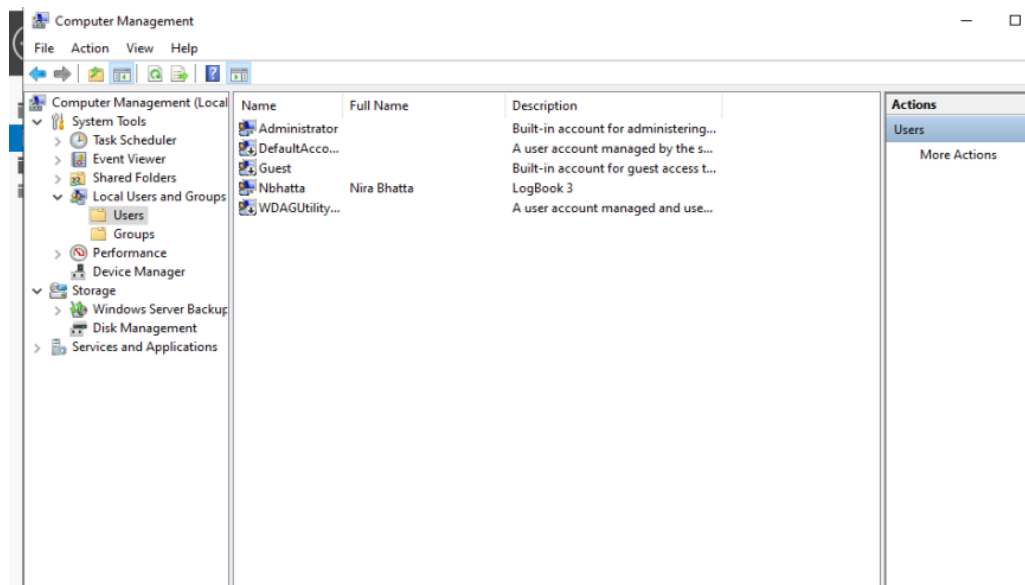 Computer Management
File Action View Help
Computer Management (Local
System Tools
Task Scheduler
Event Viewer
Shared Folders
Local Users and Groups
Users
Groups
Performance
Device Manager
Storage
Windows Server Backup
Disk Management
Services and Applications
Name Full Name Description
Administrator Built-in account for administering...
DefaultAcco... A user account managed by the s...
Guest Built-in account for guest access t...
Nbhatta Nira Bhatta LogBook 3
WDAGUtility... A user account managed and use...
Actions
Users
More Actions